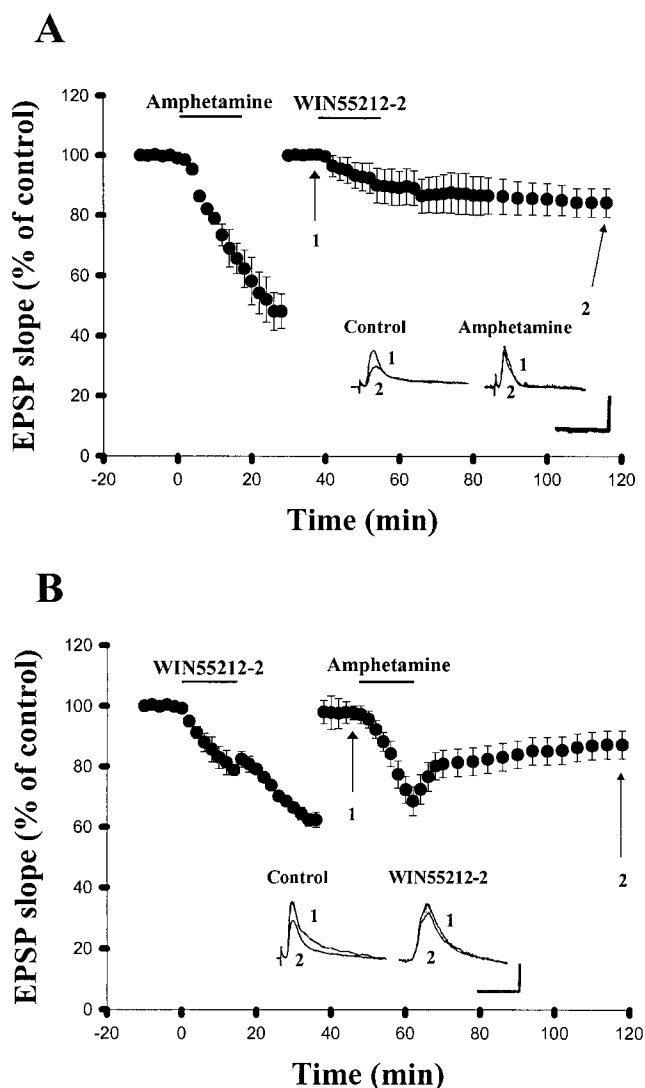 A
Amphetamine WIN55212-2
EPSP slope (% of control)
120
100
80
60
40
20
0
1
2
Control Amphetamine
1 1
2 2
-20 0 20 40 60 80 100 120
Time (min)
B
WIN55212-2 Amphetamine
EPSP slope (% of control)
120
100
80
60
40
20
0
1
2
Control WIN55212-2
1 1
2 2
-20 0 20 40 60 80 100 120
Time (min)